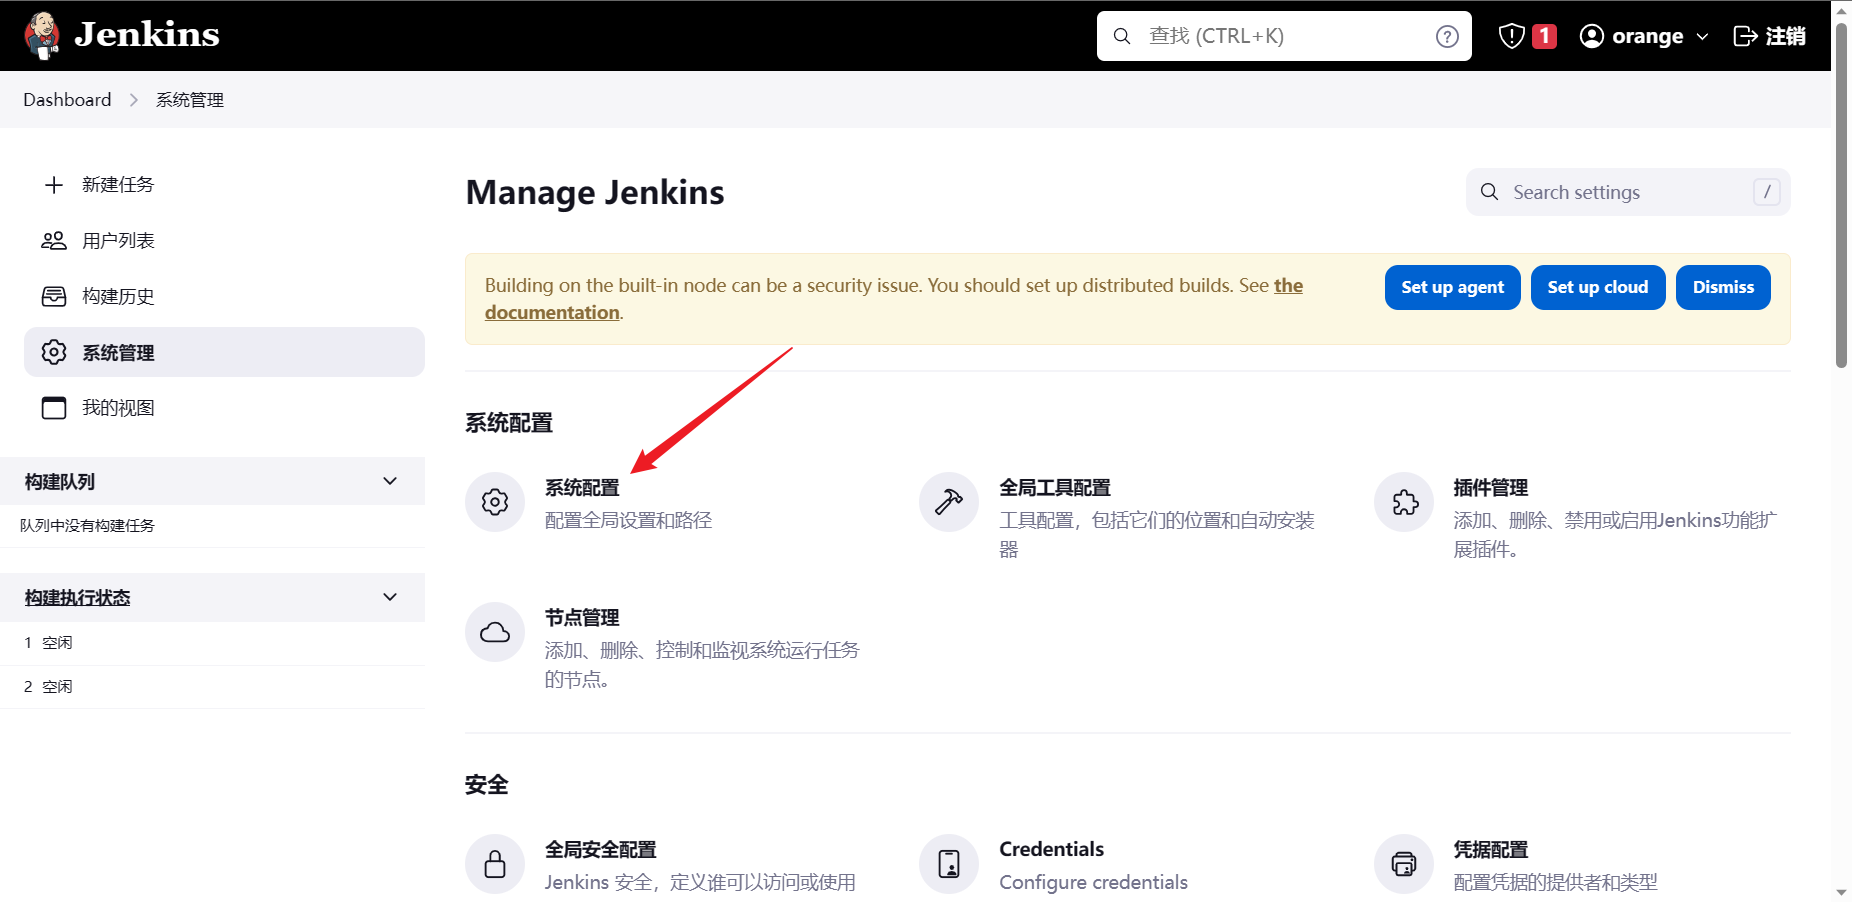 Jenkins
查找 (CTRL+K)
1
orange
注销
Dashboard
系统管理
新建任务
用户列表
构建历史
系统管理
我的视图
构建队列
队列中没有构建任务
构建执行状态
1 空闲
2 空闲
Manage Jenkins
Search settings
/
Building on the built-in node can be a security issue. You should set up distributed builds. See the
documentation.
Set up agent
Set up cloud
Dismiss
系统配置
系统配置
配置全局设置和路径
全局工具配置
工具配置，包括它们的位置和自动安装
器
插件管理
添加、删除、禁用或启用Jenkins功能扩
展插件。
节点管理
添加、删除、控制和监视系统运行任务
的节点。
安全
全局安全配置
Jenkins 安全，定义谁可以访问或使用
Credentials
Configure credentials
凭据配置
配置凭据的提供者和类型